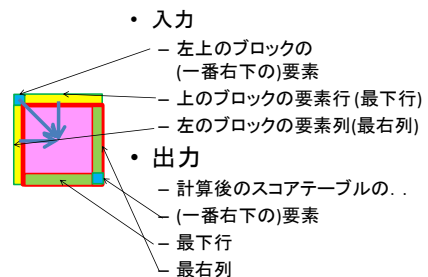 • 入力
– 左上のブロックの
(一番右下の)要素
– 上のブロックの要素行(最下行)
– 左のブロックの要素列(最右列)
• 出力
– 計算後のスコアテーブルの. .
– (一番右下の)要素
– 最下行
– 最右列